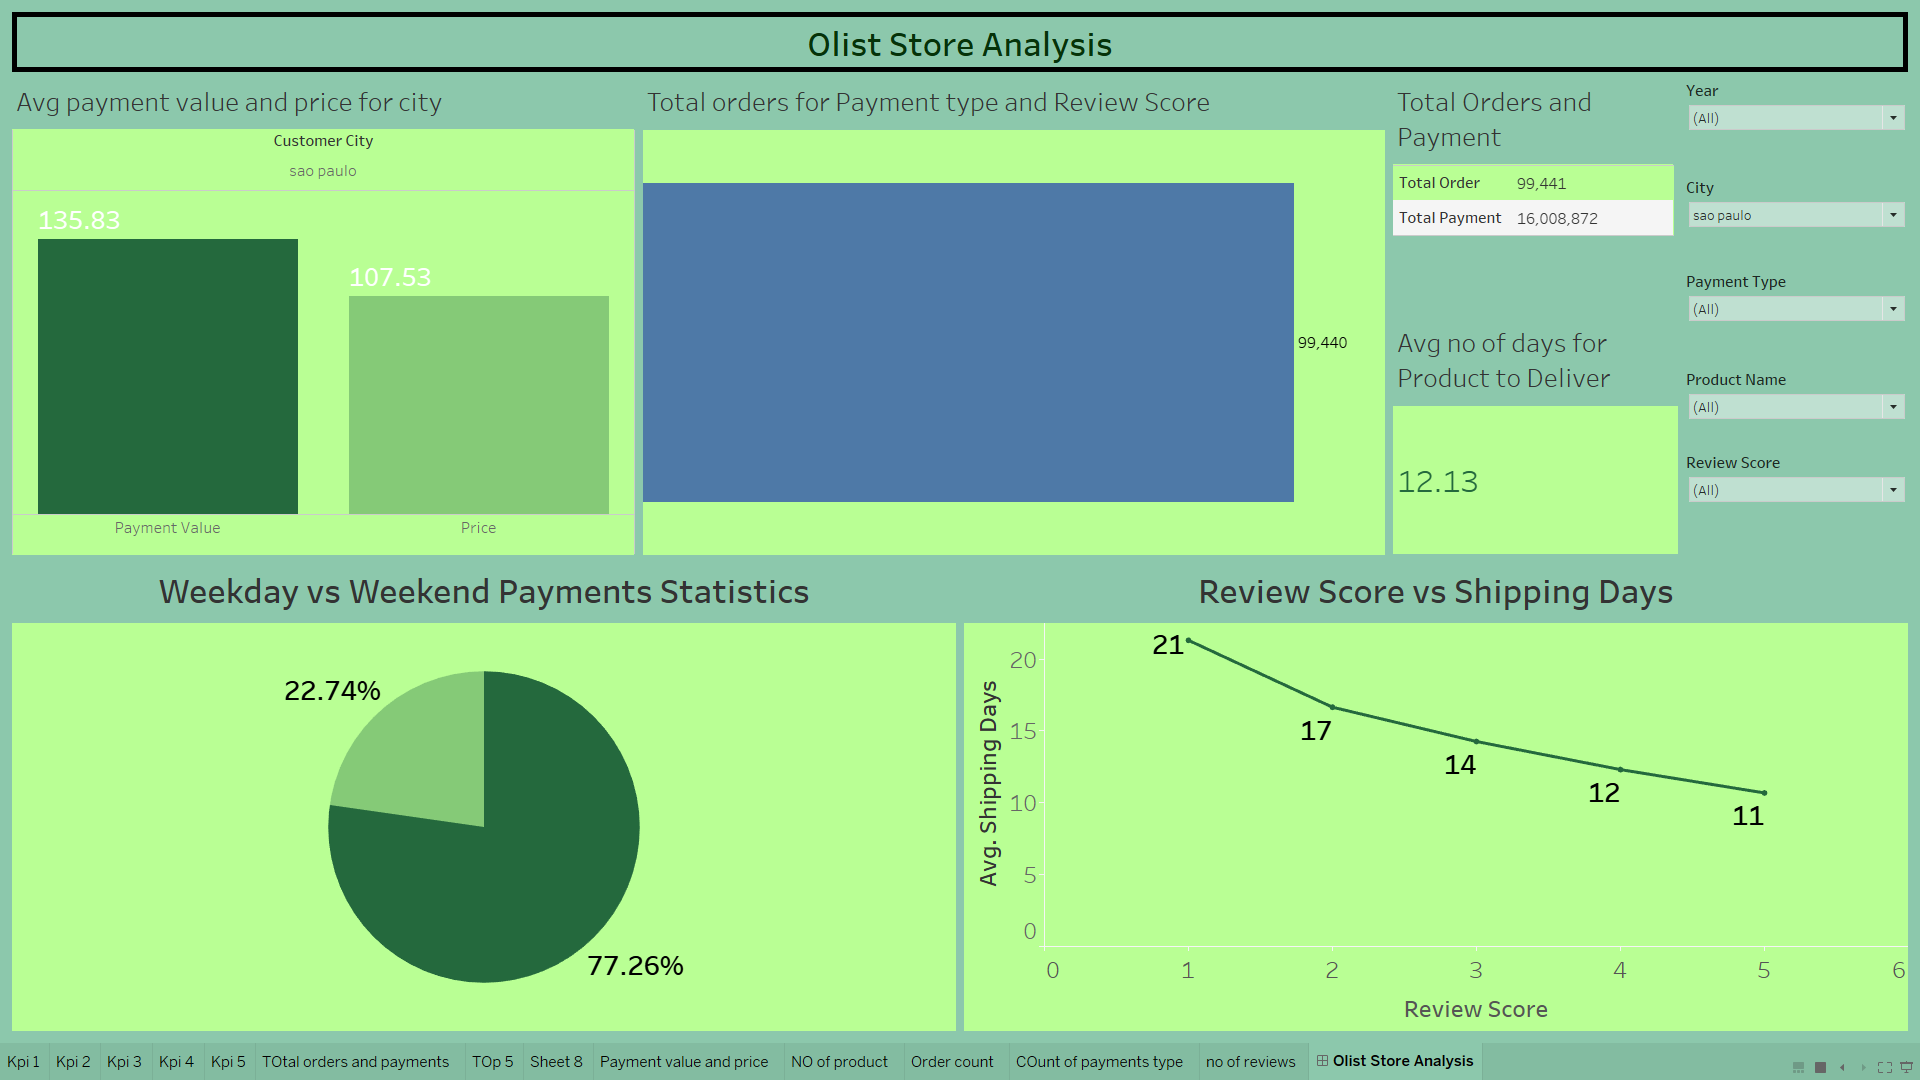 Olist Store Analysis
Avg payment value and price for city
Customer City
sao paulo
135.83
107.53
Payment Value
Price
Total orders for Payment type and Review Score
99,440
Total Orders and
Payment
Total Order 99,441
Total Payment 16,008,872
Avg no of days for
Product to Deliver
12.13
Year
(All)
City
sao paulo
Payment Type
(All)
Product Name
(All)
Review Score
(All)
Weekday vs Weekend Payments Statistics
22.74%
77.26%
Review Score vs Shipping Days
Avg. Shipping Days
20
15
10
5
0
21
17
14
12
11
0 1 2 3 4 5 6
Review Score
Kpi 1 Kpi 2 Kpi 3 Kpi 4 Kpi 5 TOtal orders and payments TOp 5 Sheet 8 Payment value and price NO of product Order count COunt of payments type no of reviews Olist Store Analysis